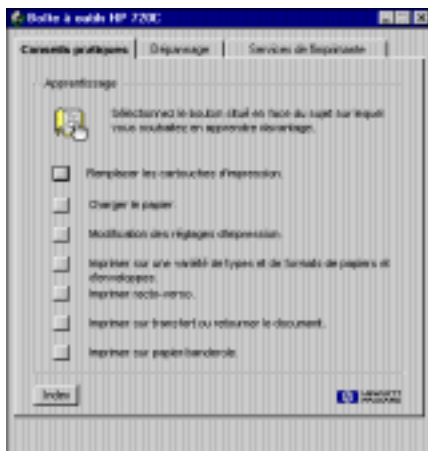 Boîte à outils HP 720C
Conseils pratiques
Dépannage
Services de l'imprimante
Apprentissage
Sélectionnez le bouton situé en face du sujet sur lequel
vous souhaitez en apprendre davantage.
Remplacer les cartouches d'impression.
Charger le papier.
Modification des réglages d'impression.
Imprimer sur une variété de types et de formats de papiers et
d'enveloppes.
Imprimer recto-verso.
Imprimer sur transfert ou retourner le document.
Imprimer sur papier banderole.
Index
HEWLETT
PACKARD